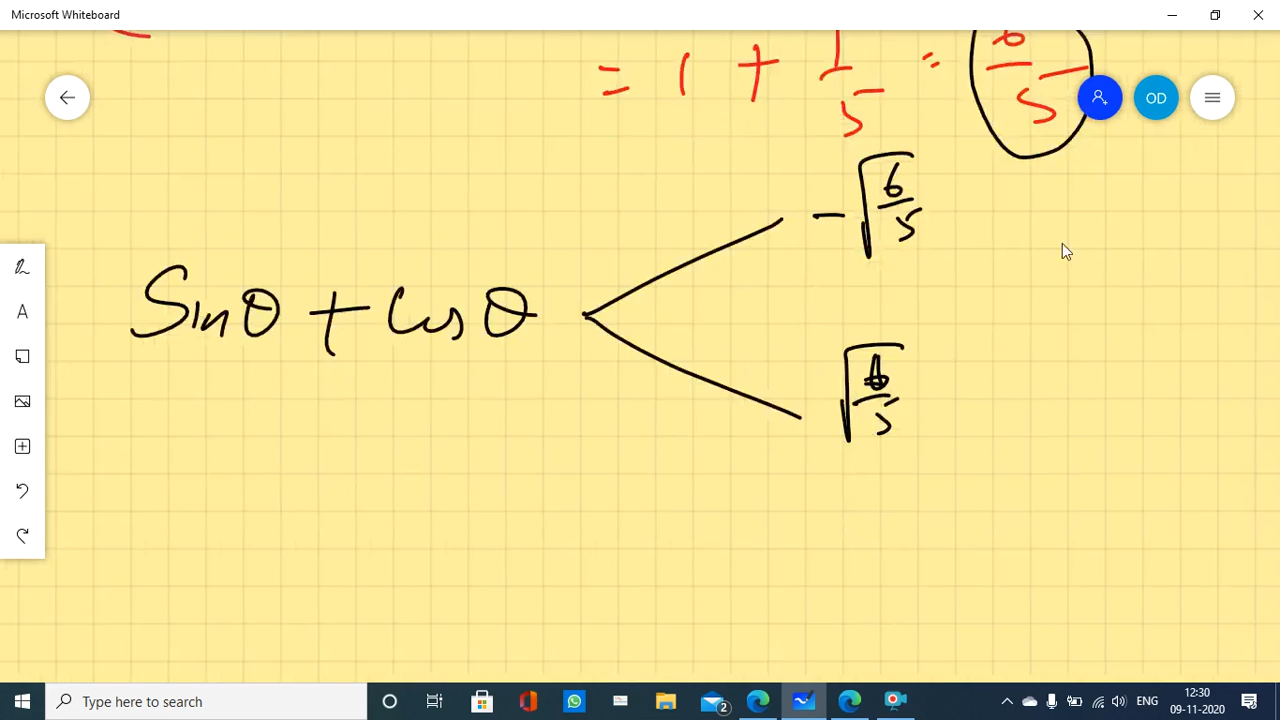 Microsoft Whiteboard
= 1 + 1/5 = 6/5
OD
- √6/5
Sinθ + Cosθ
√6/5
Type here to search
2
ENG
12:30
09-11-2020